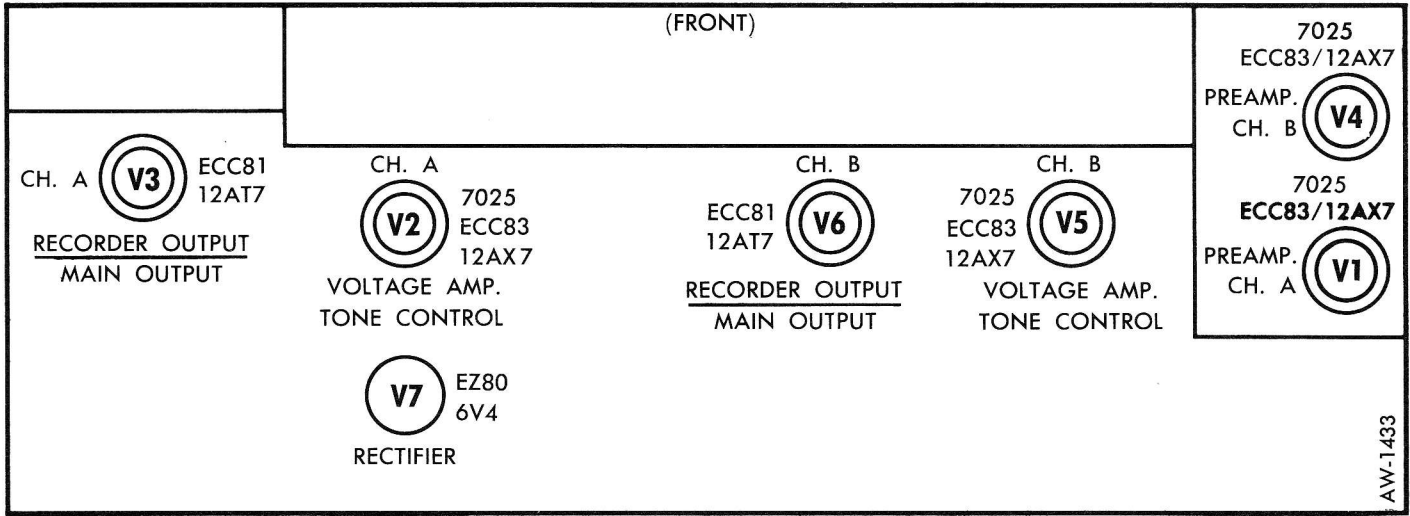 (FRONT)
7025
ECC83/12AX7
PREAMP.
CH. B
V4
7025
ECC83/12AX7
PREAMP.
CH. A
V1
CH. A
V3
ECC81
12AT7
RECORDER OUTPUT
MAIN OUTPUT
CH. A
V2
7025
ECC83
12AX7
VOLTAGE AMP.
TONE CONTROL
CH. B
ECC81
12AT7
V6
RECORDER OUTPUT
MAIN OUTPUT
CH. B
7025
ECC83
12AX7
V5
VOLTAGE AMP.
TONE CONTROL
V7
EZ80
6V4
RECTIFIER
AW-1433